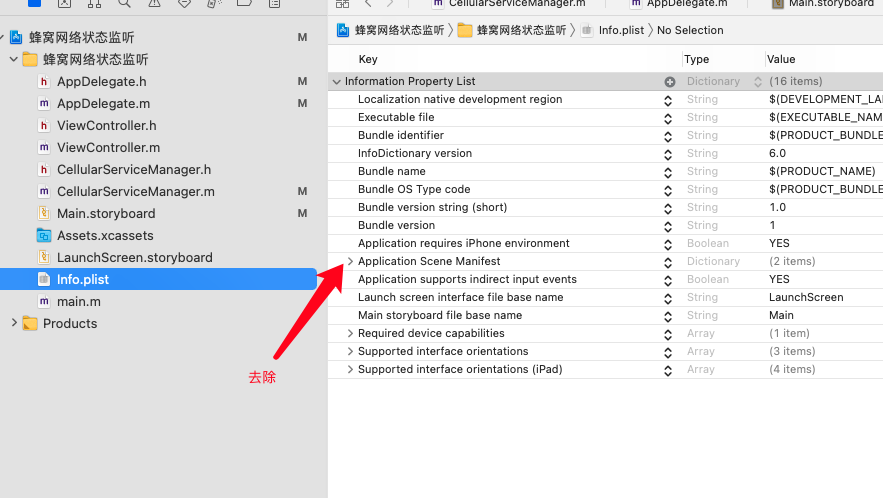 CellularServiceManager.m
AppDelegate.m
Main.storyboard
蜂窝网络状态监听
蜂窝网络状态监听
Info.plist
No Selection
蜂窝网络状态监听 M
蜂窝网络状态监听
AppDelegate.h M
AppDelegate.m M
ViewController.h
ViewController.m
CellularServiceManager.h
CellularServiceManager.m M
Main.storyboard M
Assets.xcassets
LaunchScreen.storyboard
Info.plist
main.m
Products
去除
Key Type Value
Information Property List Dictionary (16 items)
Localization native development region String $(DEVELOPMENT_LA
Executable file String $(EXECUTABLE_NAM
Bundle identifier String $(PRODUCT_BUNDLE
InfoDictionary version String 6.0
Bundle name String $(PRODUCT_NAME)
Bundle OS Type code String $(PRODUCT_BUNDLE
Bundle version string (short) String 1.0
Bundle version String 1
Application requires iPhone environment Boolean YES
Application Scene Manifest Dictionary (2 items)
Application supports indirect input events Boolean YES
Launch screen interface file base name String LaunchScreen
Main storyboard file base name String Main
Required device capabilities Array (1 item)
Supported interface orientations Array (3 items)
Supported interface orientations (iPad) Array (4 items)